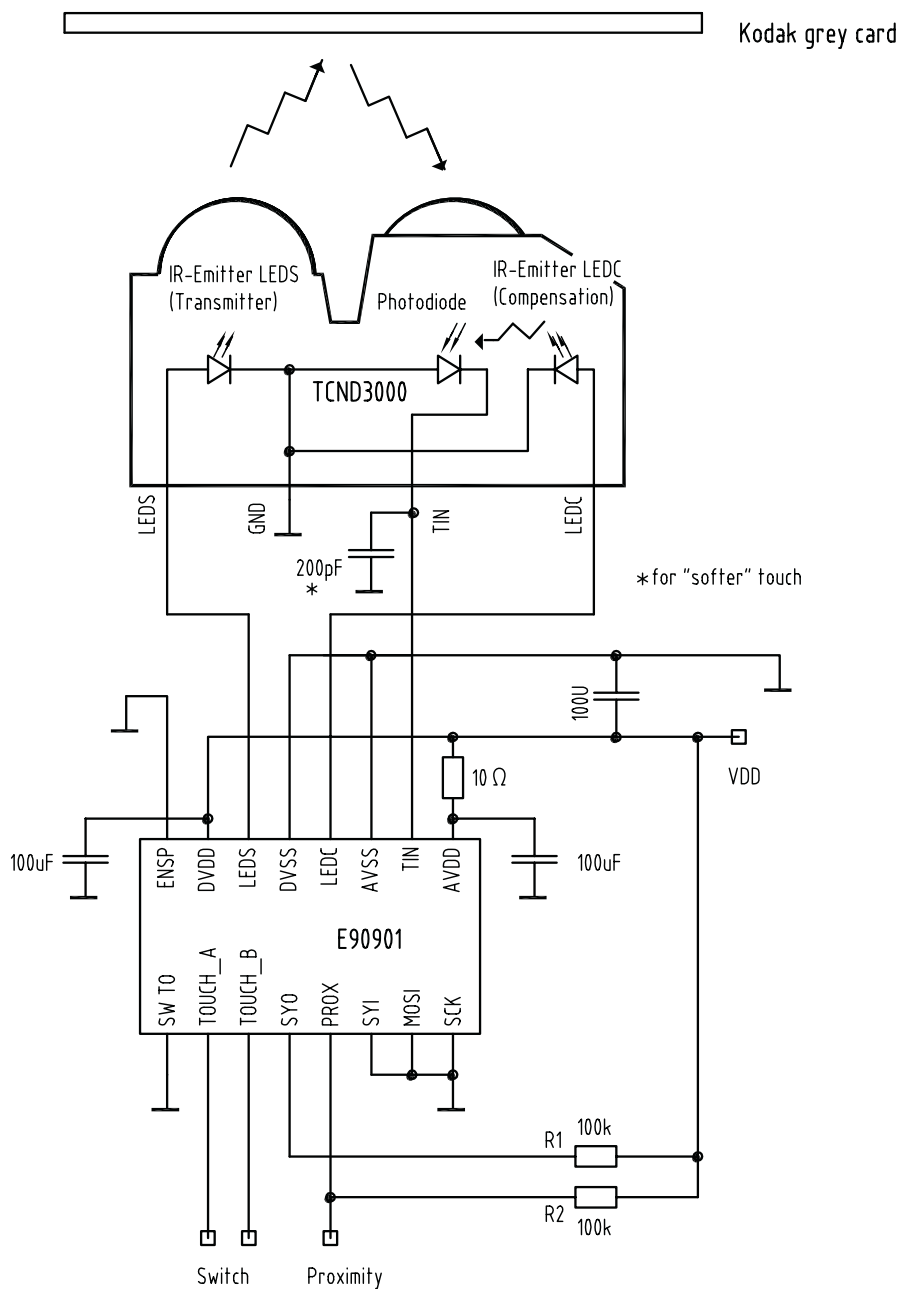 Kodak grey card
IR-Emitter LEDS
(Transmitter)
Photodiode
IR-Emitter LEDC
(Compensation)
TCND3000
LEDS
GND
TIN
LEDC
200pF
*
*for "softer" touch
100U
10 Ω
VDD
100uF
100uF
ENSP
DVDD
LEDS
DVSS
LEDC
AVSS
TIN
AVDD
E90901
SW TO
TOUCH_A
TOUCH_B
SYO
PROX
SYI
MOSI
SCK
R1
100k
R2
100k
Switch
Proximity